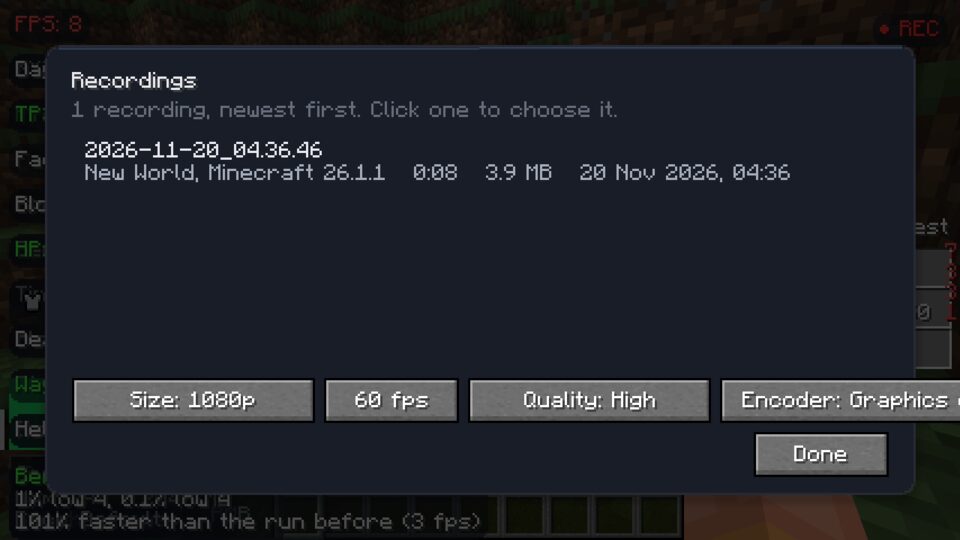 FPS: 8
REC
Recordings
1 recording, newest first. Click one to choose it.
2026-11-20_04.36.46
New World, Minecraft 26.1.1 0:08 3.9 MB 20 Nov 2026, 04:36
Size: 1080p 60 fps Quality: High Encoder: Graphics
Done
1% low 4, 0.1% low 4
101% faster than the run before (3 fps)